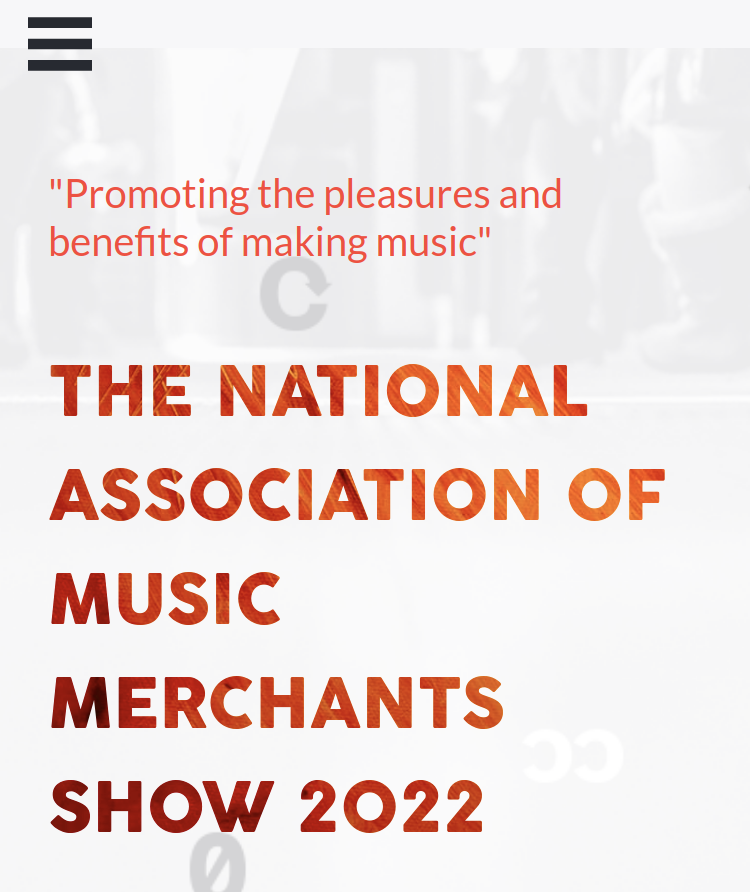 "Promoting the pleasures and
benefits of making music"
THE NATIONAL
ASSOCIATION OF
MUSIC
MERCHANTS
SHOW 2022